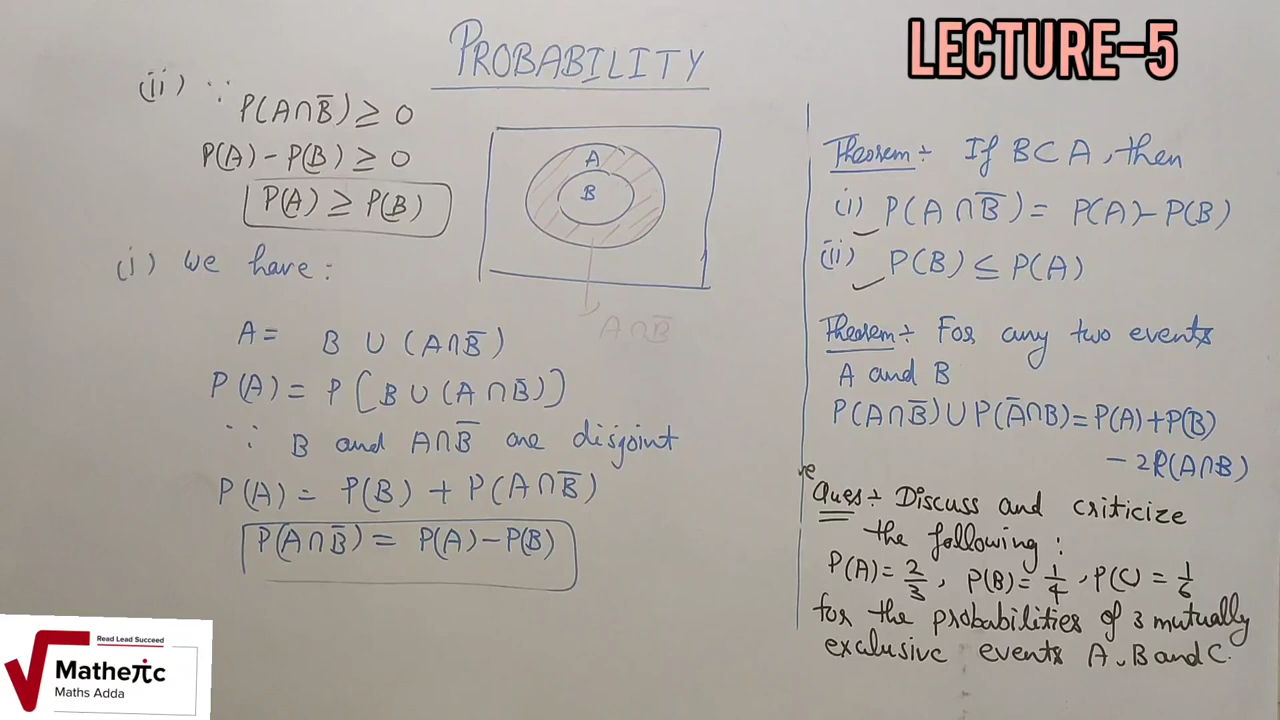 PROBABILITY
LECTURE-5
(ii) ∵ P(A∩B̅) ≥ 0
P(A) - P(B) ≥ 0
P(A) ≥ P(B)
A
B
A∩B̅
(i) we have :
A = B ∪ (A∩B̅)
P(A) = P[B ∪ (A∩B̅)]
∵ B and A∩B̅ are disjoint
P(A) = P(B) + P(A∩B̅)
P(A∩B̅) = P(A) - P(B)
Theorem÷ If B⊂A, then
(i) P(A∩B̅) = P(A) - P(B)
(ii) P(B) ≤ P(A)
Theorem÷ For any two events
A and B
P(A∩B̅) ∪ P(A̅∩B) = P(A) + P(B)
- 2P(A∩B)
Ques÷ Discuss and criticize
the following :
P(A) = 2/3, P(B) = 1/4, P(C) = 1/6
for the probabilities of 3 mutually
exclusive events A, B and C.
Read Lead Succeed
Matheπc
Maths Adda